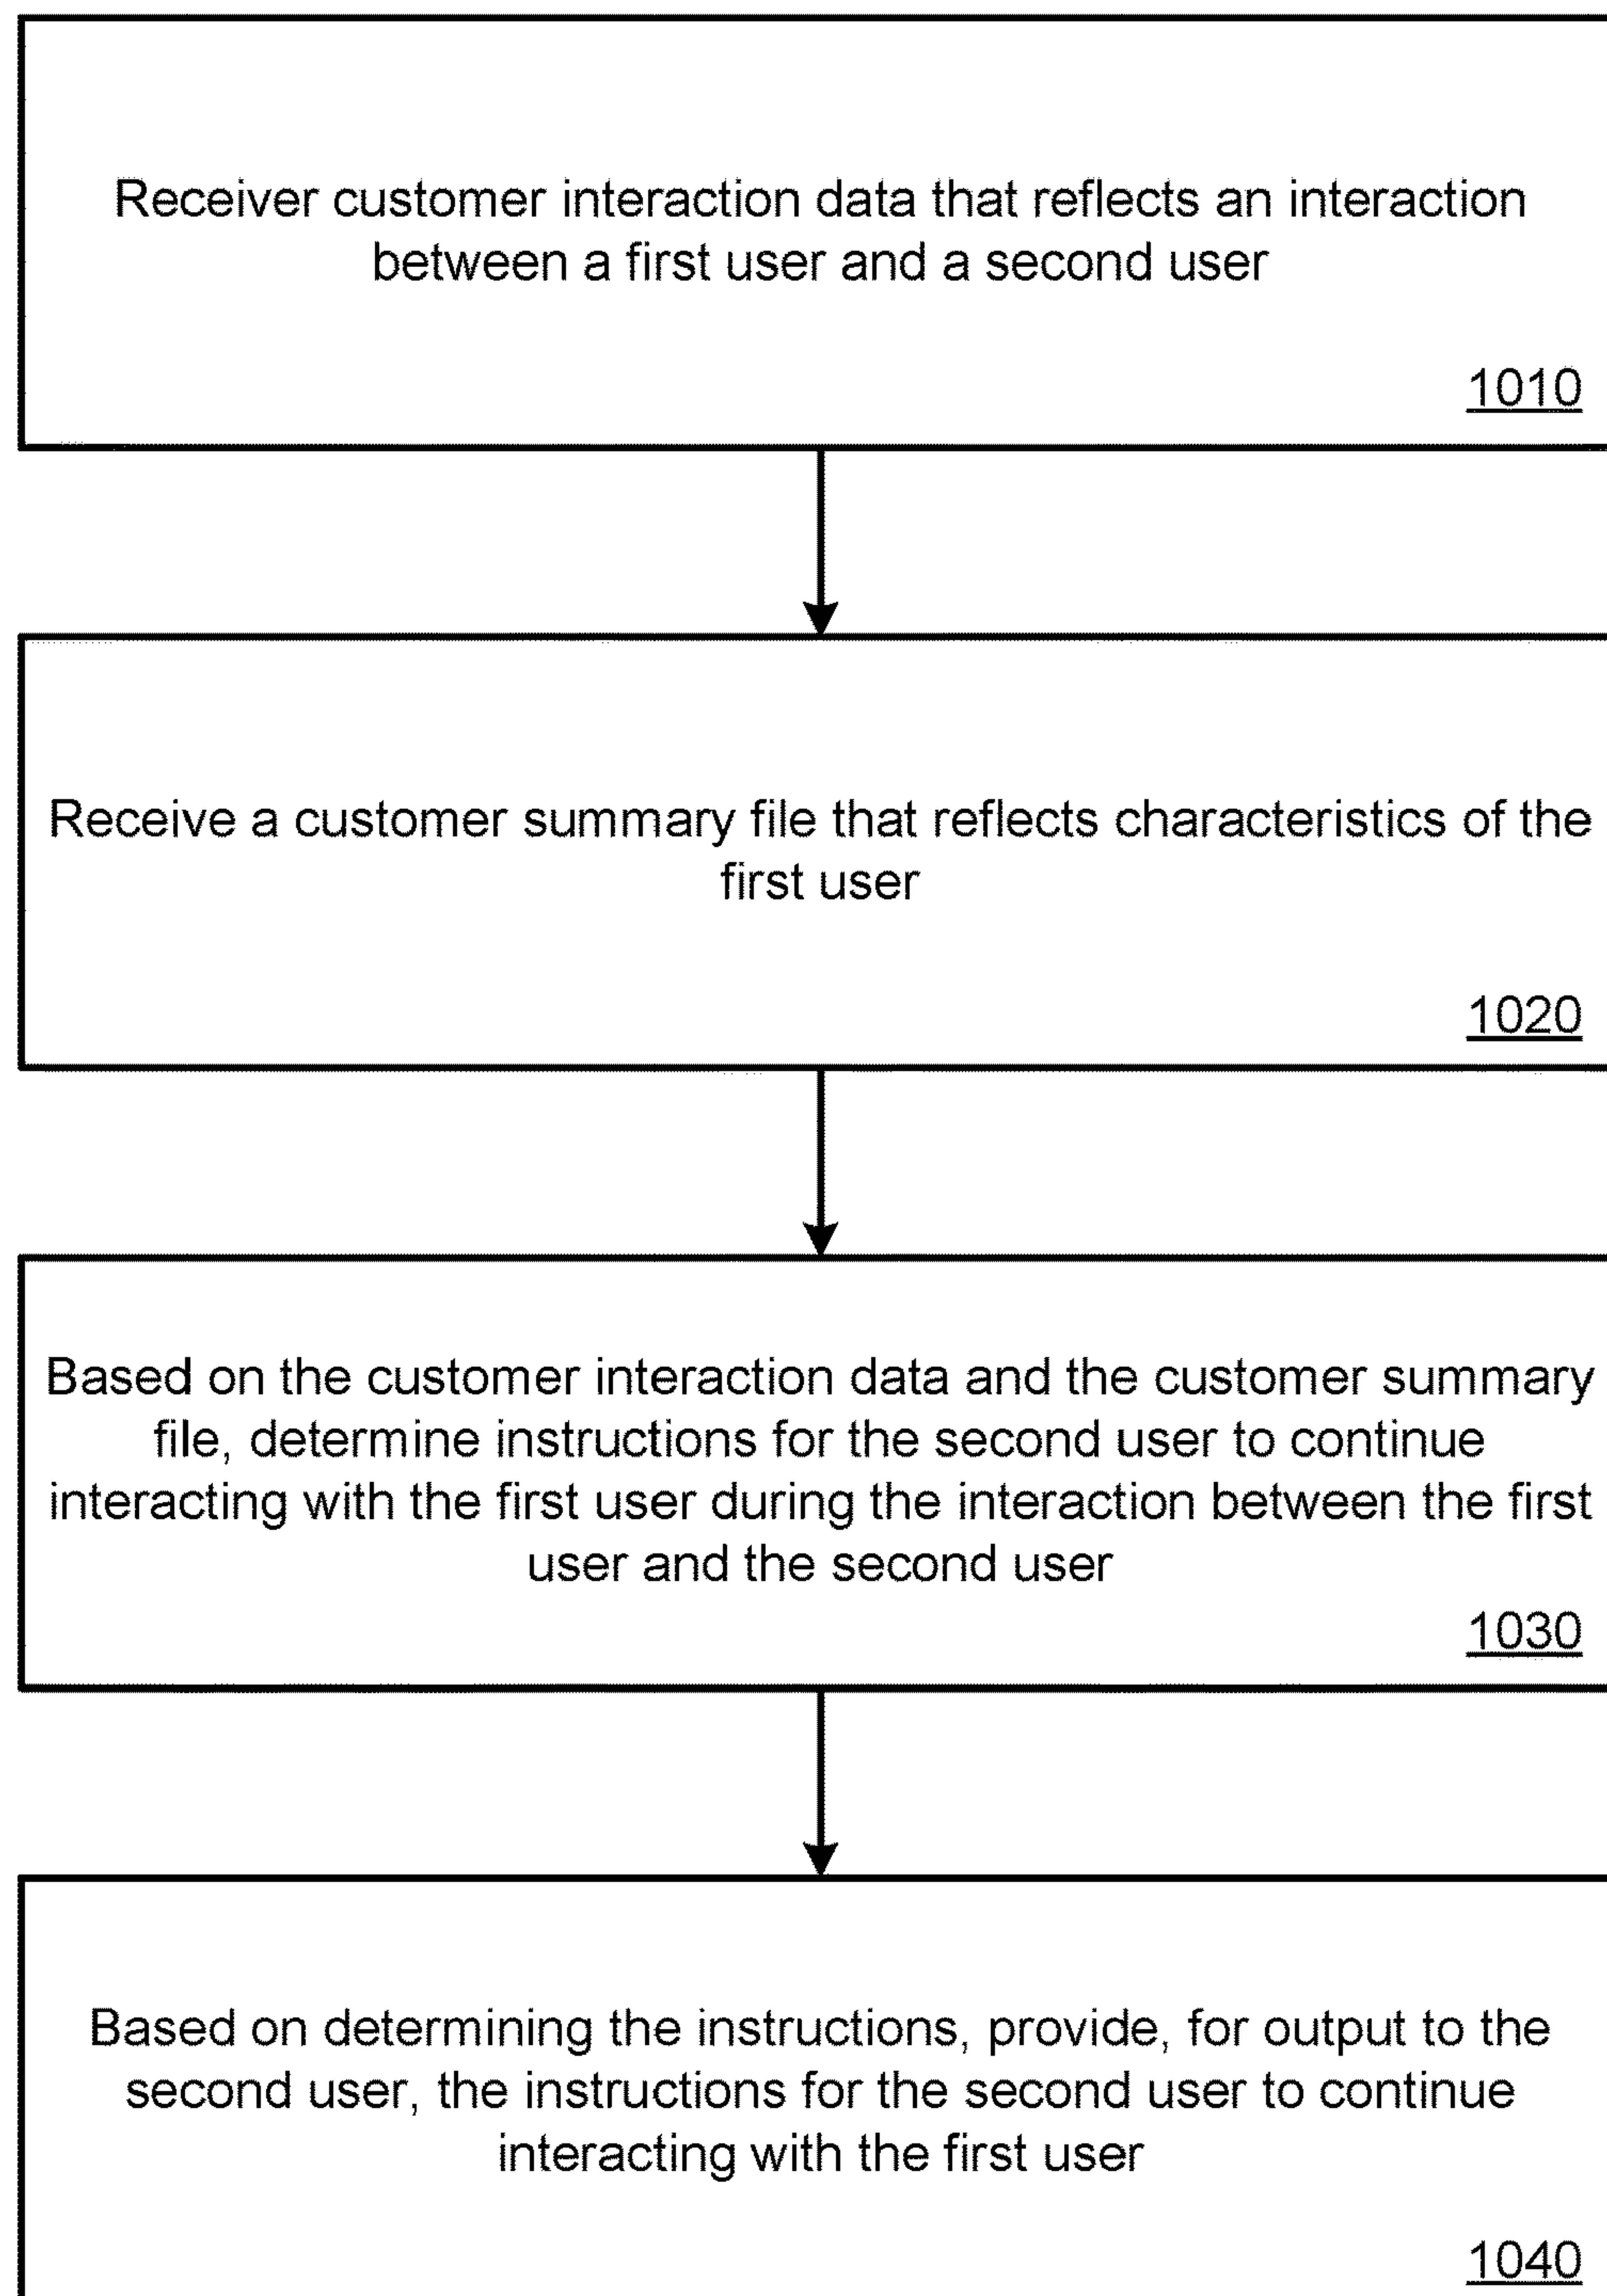 Receiver customer interaction data that reflects an interaction
between a first user and a second user
1010
Receive a customer summary file that reflects characteristics of the
first user
1020
Based on the customer interaction data and the customer summary
file, determine instructions for the second user to continue
interacting with the first user during the interaction between the first
user and the second user
1030
Based on determining the instructions, provide, for output to the
second user, the instructions for the second user to continue
interacting with the first user
1040